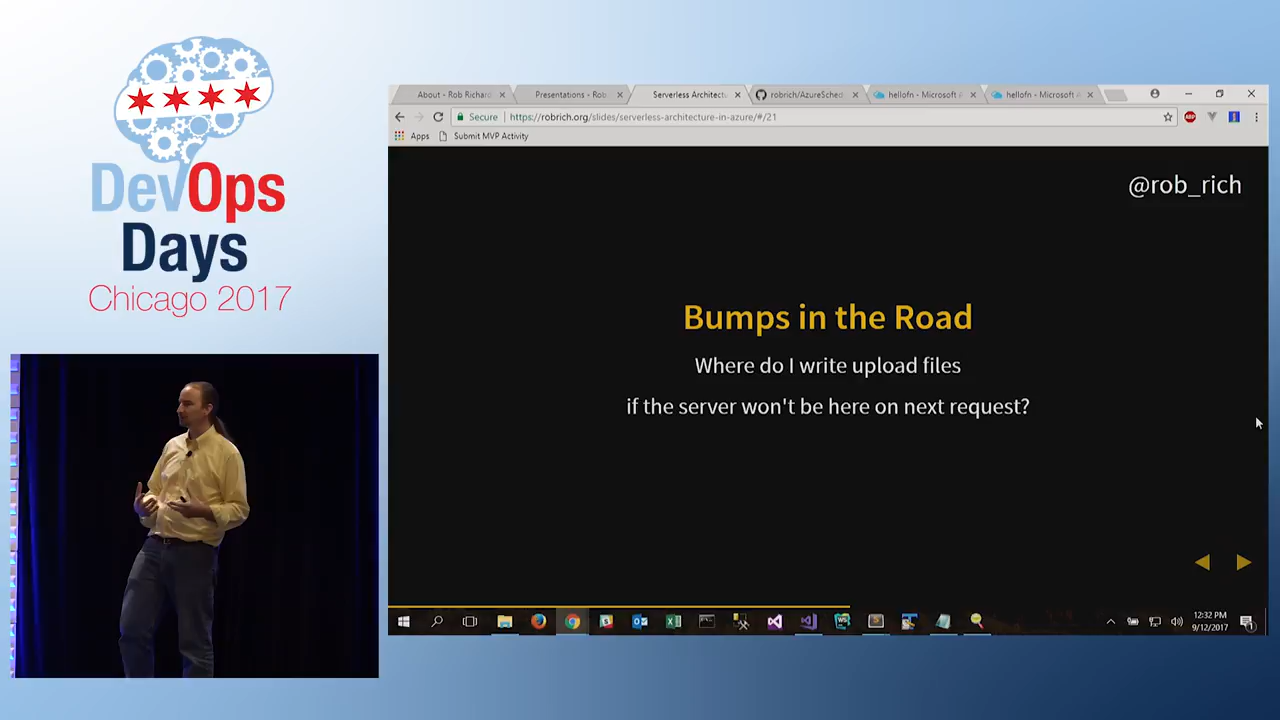 DevOps
Days
Chicago 2017
About - Rob Richard
Presentations - Rob
Serverless Architectu
robrich/AzureSched
hellofn - Microsoft A
hellofn - Microsoft A
Secure
https://robrich.org/slides/serverless-architecture-in-azure/#/21
ABP
Apps
Submit MVP Activity
@rob_rich
Bumps in the Road
Where do I write upload files
if the server won't be here on next request?
12:32 PM
9/12/2017